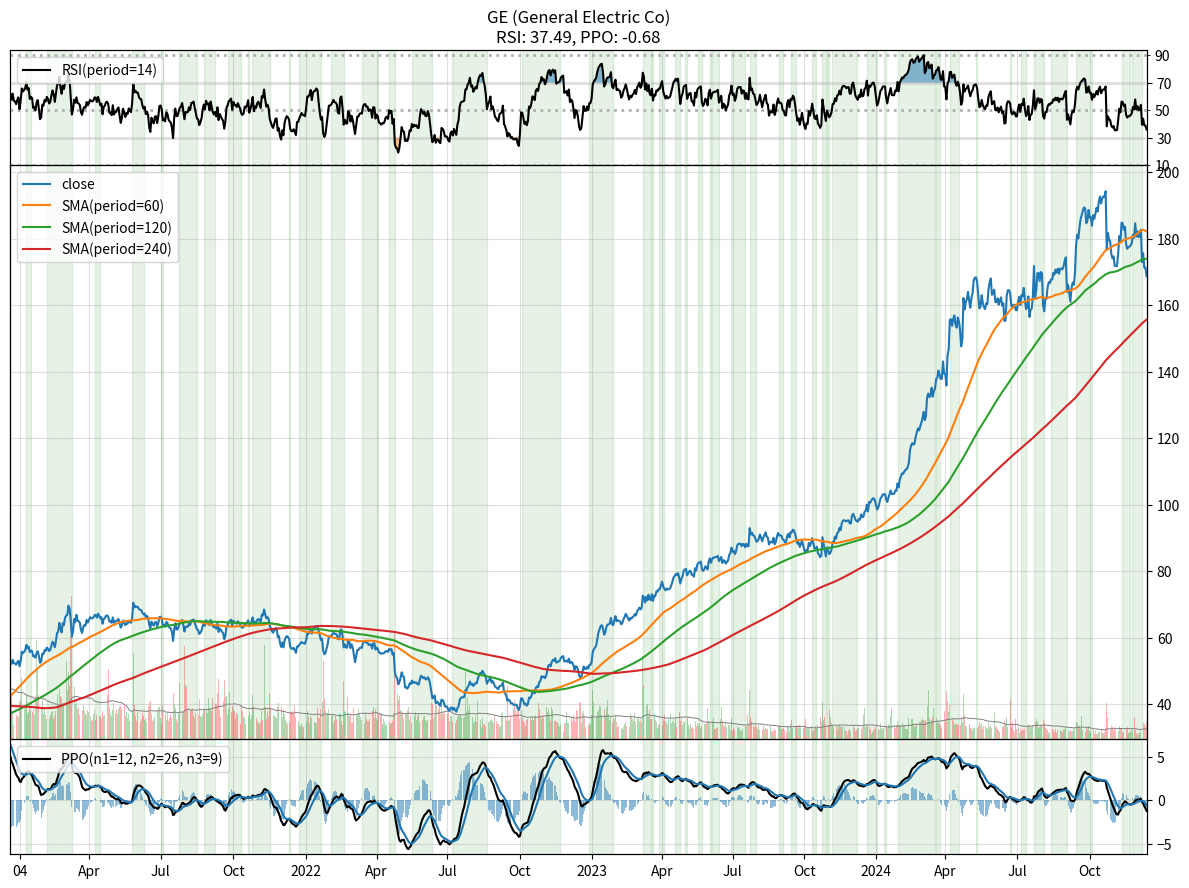 GE (General Electric Co)
RSI: 37.49, PPO: -0.68
RSI(period=14)
90
70
50
30
10
close
SMA(period=60)
SMA(period=120)
SMA(period=240)
200
180
160
140
120
100
80
60
40
PPO(n1=12, n2=26, n3=9)
5
0
−5
04 Apr Jul Oct 2022 Apr Jul Oct 2023 Apr Jul Oct 2024 Apr Jul Oct